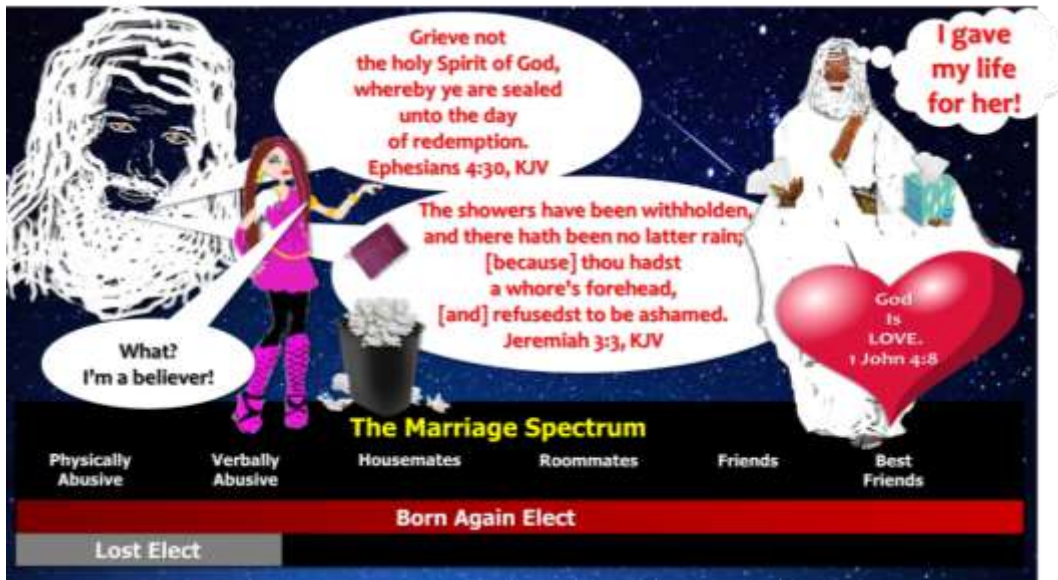 Grieve not
the holy Spirit of God,
whereby ye are sealed
unto the day
of redemption.
Ephesians 4:30, KJV
I gave
my life
for her!
The showers have been withholden,
and there hath been no latter rain;
[because] thou hadst
a whore's forehead,
[and] refusedst to be ashamed.
Jeremiah 3:3, KJV
What?
I'm a believer!
God
Is
LOVE.
1 John 4:8
The Marriage Spectrum
Physically
Abusive
Verbally
Abusive
Housemates
Roommates
Friends
Best
Friends
Born Again Elect
Lost Elect